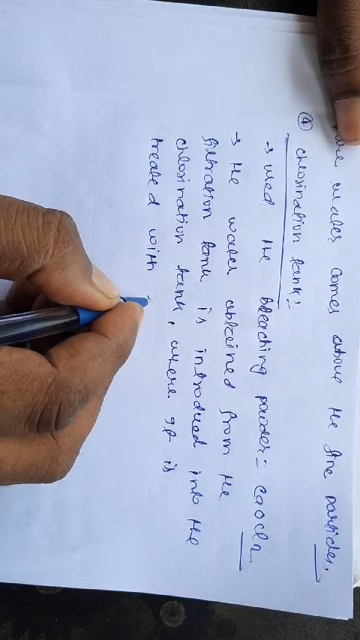 water comes above the fine particles.
④ chlorination tank:-
→ used the bleaching powder = CaOCl2
→ the water obtained from the
filtration tank is introduced into the
chlorination tank, where it is
treated with